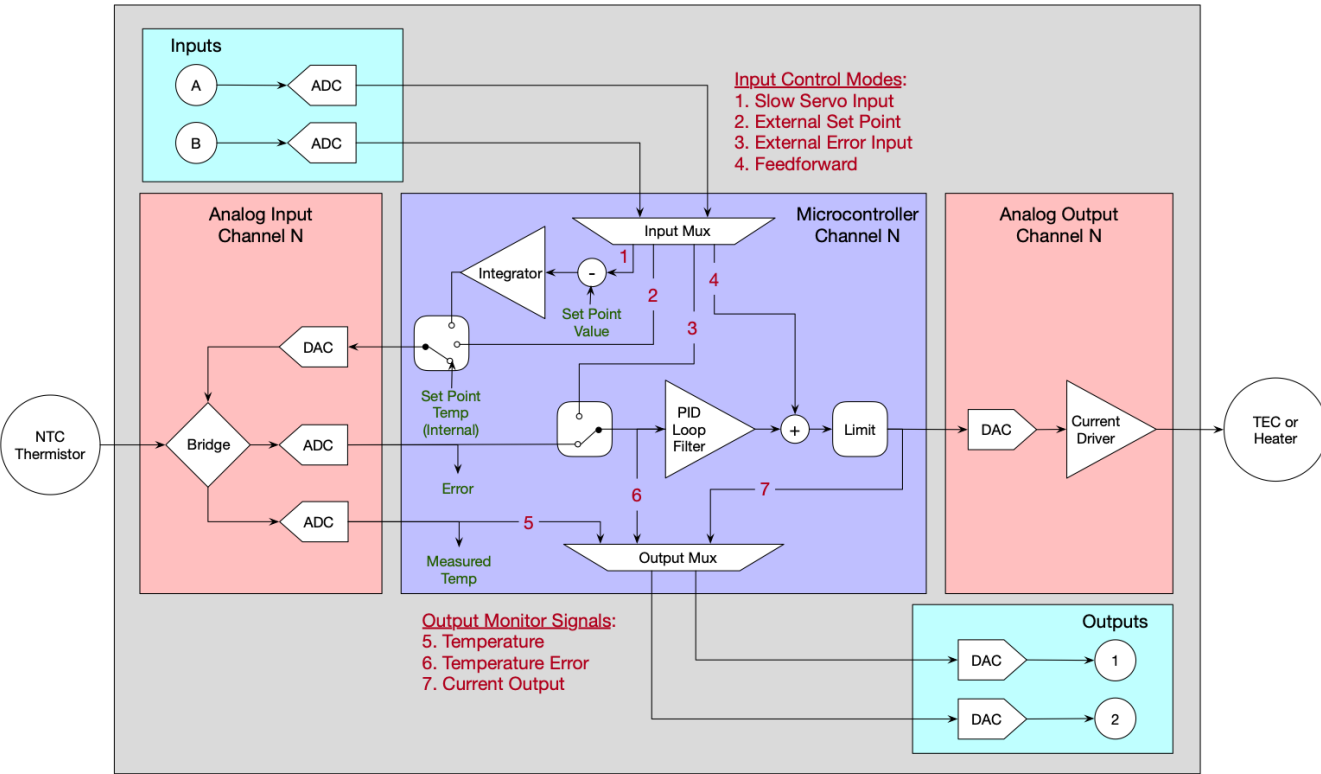 Inputs
A
ADC
B
ADC
Input Control Modes:
1. Slow Servo Input
2. External Set Point
3. External Error Input
4. Feedforward
Analog Input
Channel N
Microcontroller
Channel N
Analog Output
Channel N
Input Mux
1
2
3
4
Integrator
-
Set Point
Value
DAC
Set Point
Temp
(Internal)
NTC
Thermistor
Bridge
ADC
Error
PID
Loop
Filter
+
Limit
DAC
Current
Driver
TEC or
Heater
6
7
ADC
5
Measured
Temp
Output Mux
Output Monitor Signals:
5. Temperature
6. Temperature Error
7. Current Output
Outputs
DAC
1
DAC
2